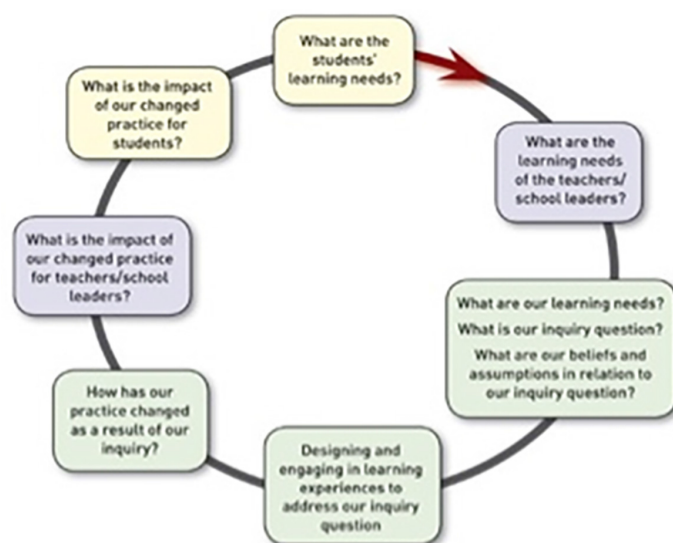 What are the
students'
learning needs?
What are the
learning needs
of the teachers/
school leaders?
What are our learning needs?
What is our inquiry question?
What are our beliefs and
assumptions in relation to
our inquiry question?
Designing and
engaging in learning
experiences to
address our inquiry
question
How has our
practice changed
as a result of our
inquiry?
What is the impact of
our changed practice
for teachers/school
leaders?
What is the impact
of our changed
practice for
students?